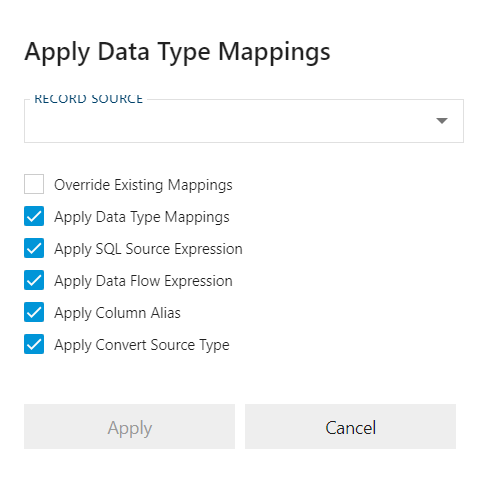 Apply Data Type Mappings
RECORD SOURCE
Override Existing Mappings
Apply Data Type Mappings
Apply SQL Source Expression
Apply Data Flow Expression
Apply Column Alias
Apply Convert Source Type
Apply
Cancel